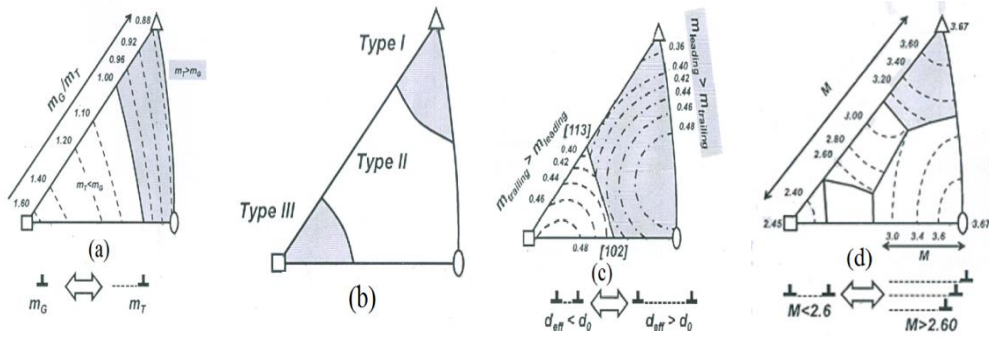 0.88
0.92
0.96
1.00
1.10
1.20
1.40
1.60
m_G/m_T
m_T>m_G
m_T<m_G
(a)
m_G
m_T
Type I
Type II
Type III
(b)
0.36
0.40
0.42
0.44
0.46
0.48
m leading > m trailing
[113]
m trailing > m leading
0.40
0.42
0.44
0.46
0.48
[102]
(c)
d_eff < d_0
d_eff > d_0
3.67
3.60
3.40
3.20
3.00
2.80
2.60
2.40
2.45
M
3.67
3.0 3.4 3.6
M
(d)
M<2.6
M>2.60